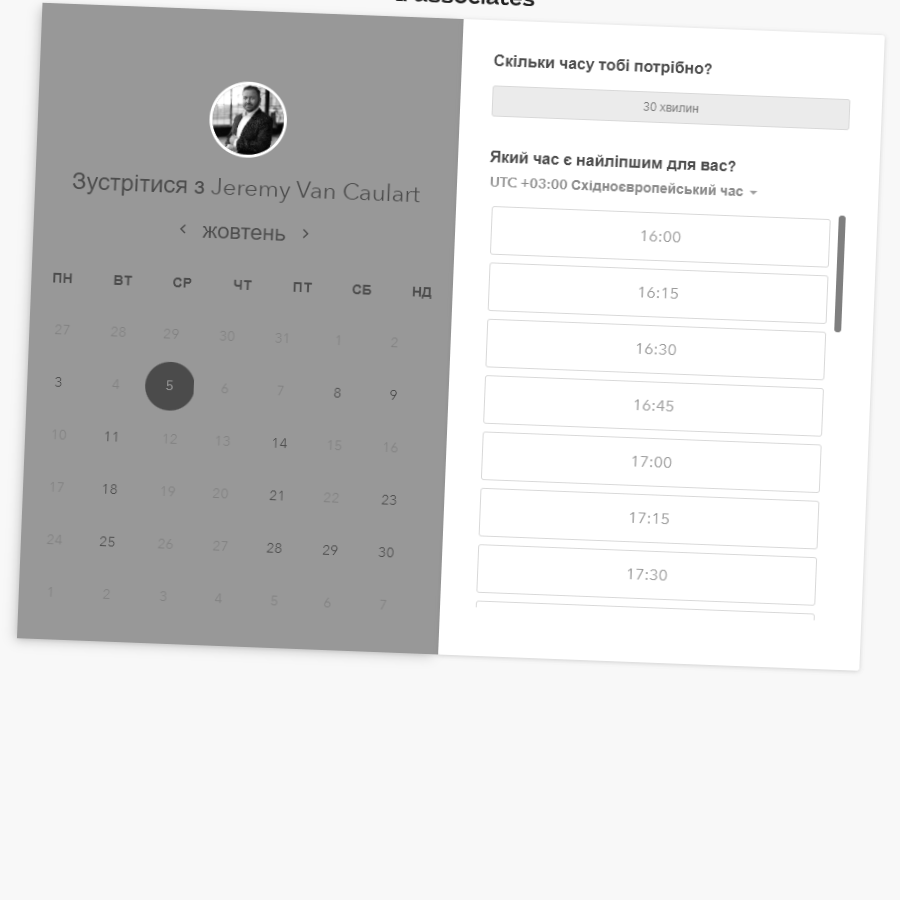 associates
Зустрітися з Jeremy Van Caulart
жовтень
ПН ВТ СР ЧТ ПТ СБ НД
27 28 29 30 31 1 2
3 4 5 6 7 8 9
10 11 12 13 14 15 16
17 18 19 20 21 22 23
24 25 26 27 28 29 30
1 2 3 4 5 6 7
Скільки часу тобі потрібно?
30 хвилин
Який час є найліпшим для вас?
UTC +03:00 Східноєвропейський час
16:00
16:15
16:30
16:45
17:00
17:15
17:30